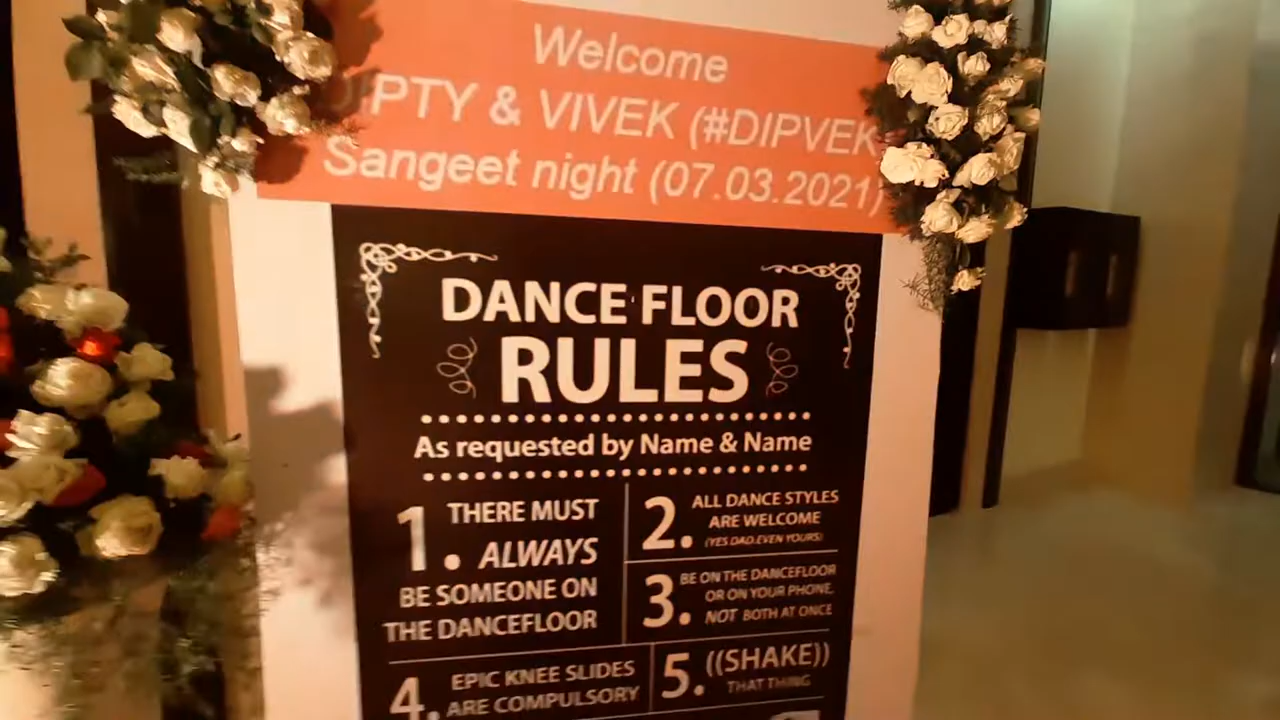 Welcome
& VIVEK (#DIPVEK
Sangeet night (07.03.2021)
DANCE FLOOR
RULES
As requested by Name & Name
1. THERE MUST
ALWAYS
BE SOMEONE ON
THE DANCEFLOOR
2. ALL DANCE STYLES
ARE WELCOME
(YES DAD.EVEN YOURS)
3. BE ON THE DANCEFLOOR
OR ON YOUR PHONE.
NOT BOTH AT ONCE
4. EPIC KNEE SLIDES
ARE COMPULSORY
5. ((SHAKE))
THAT THING